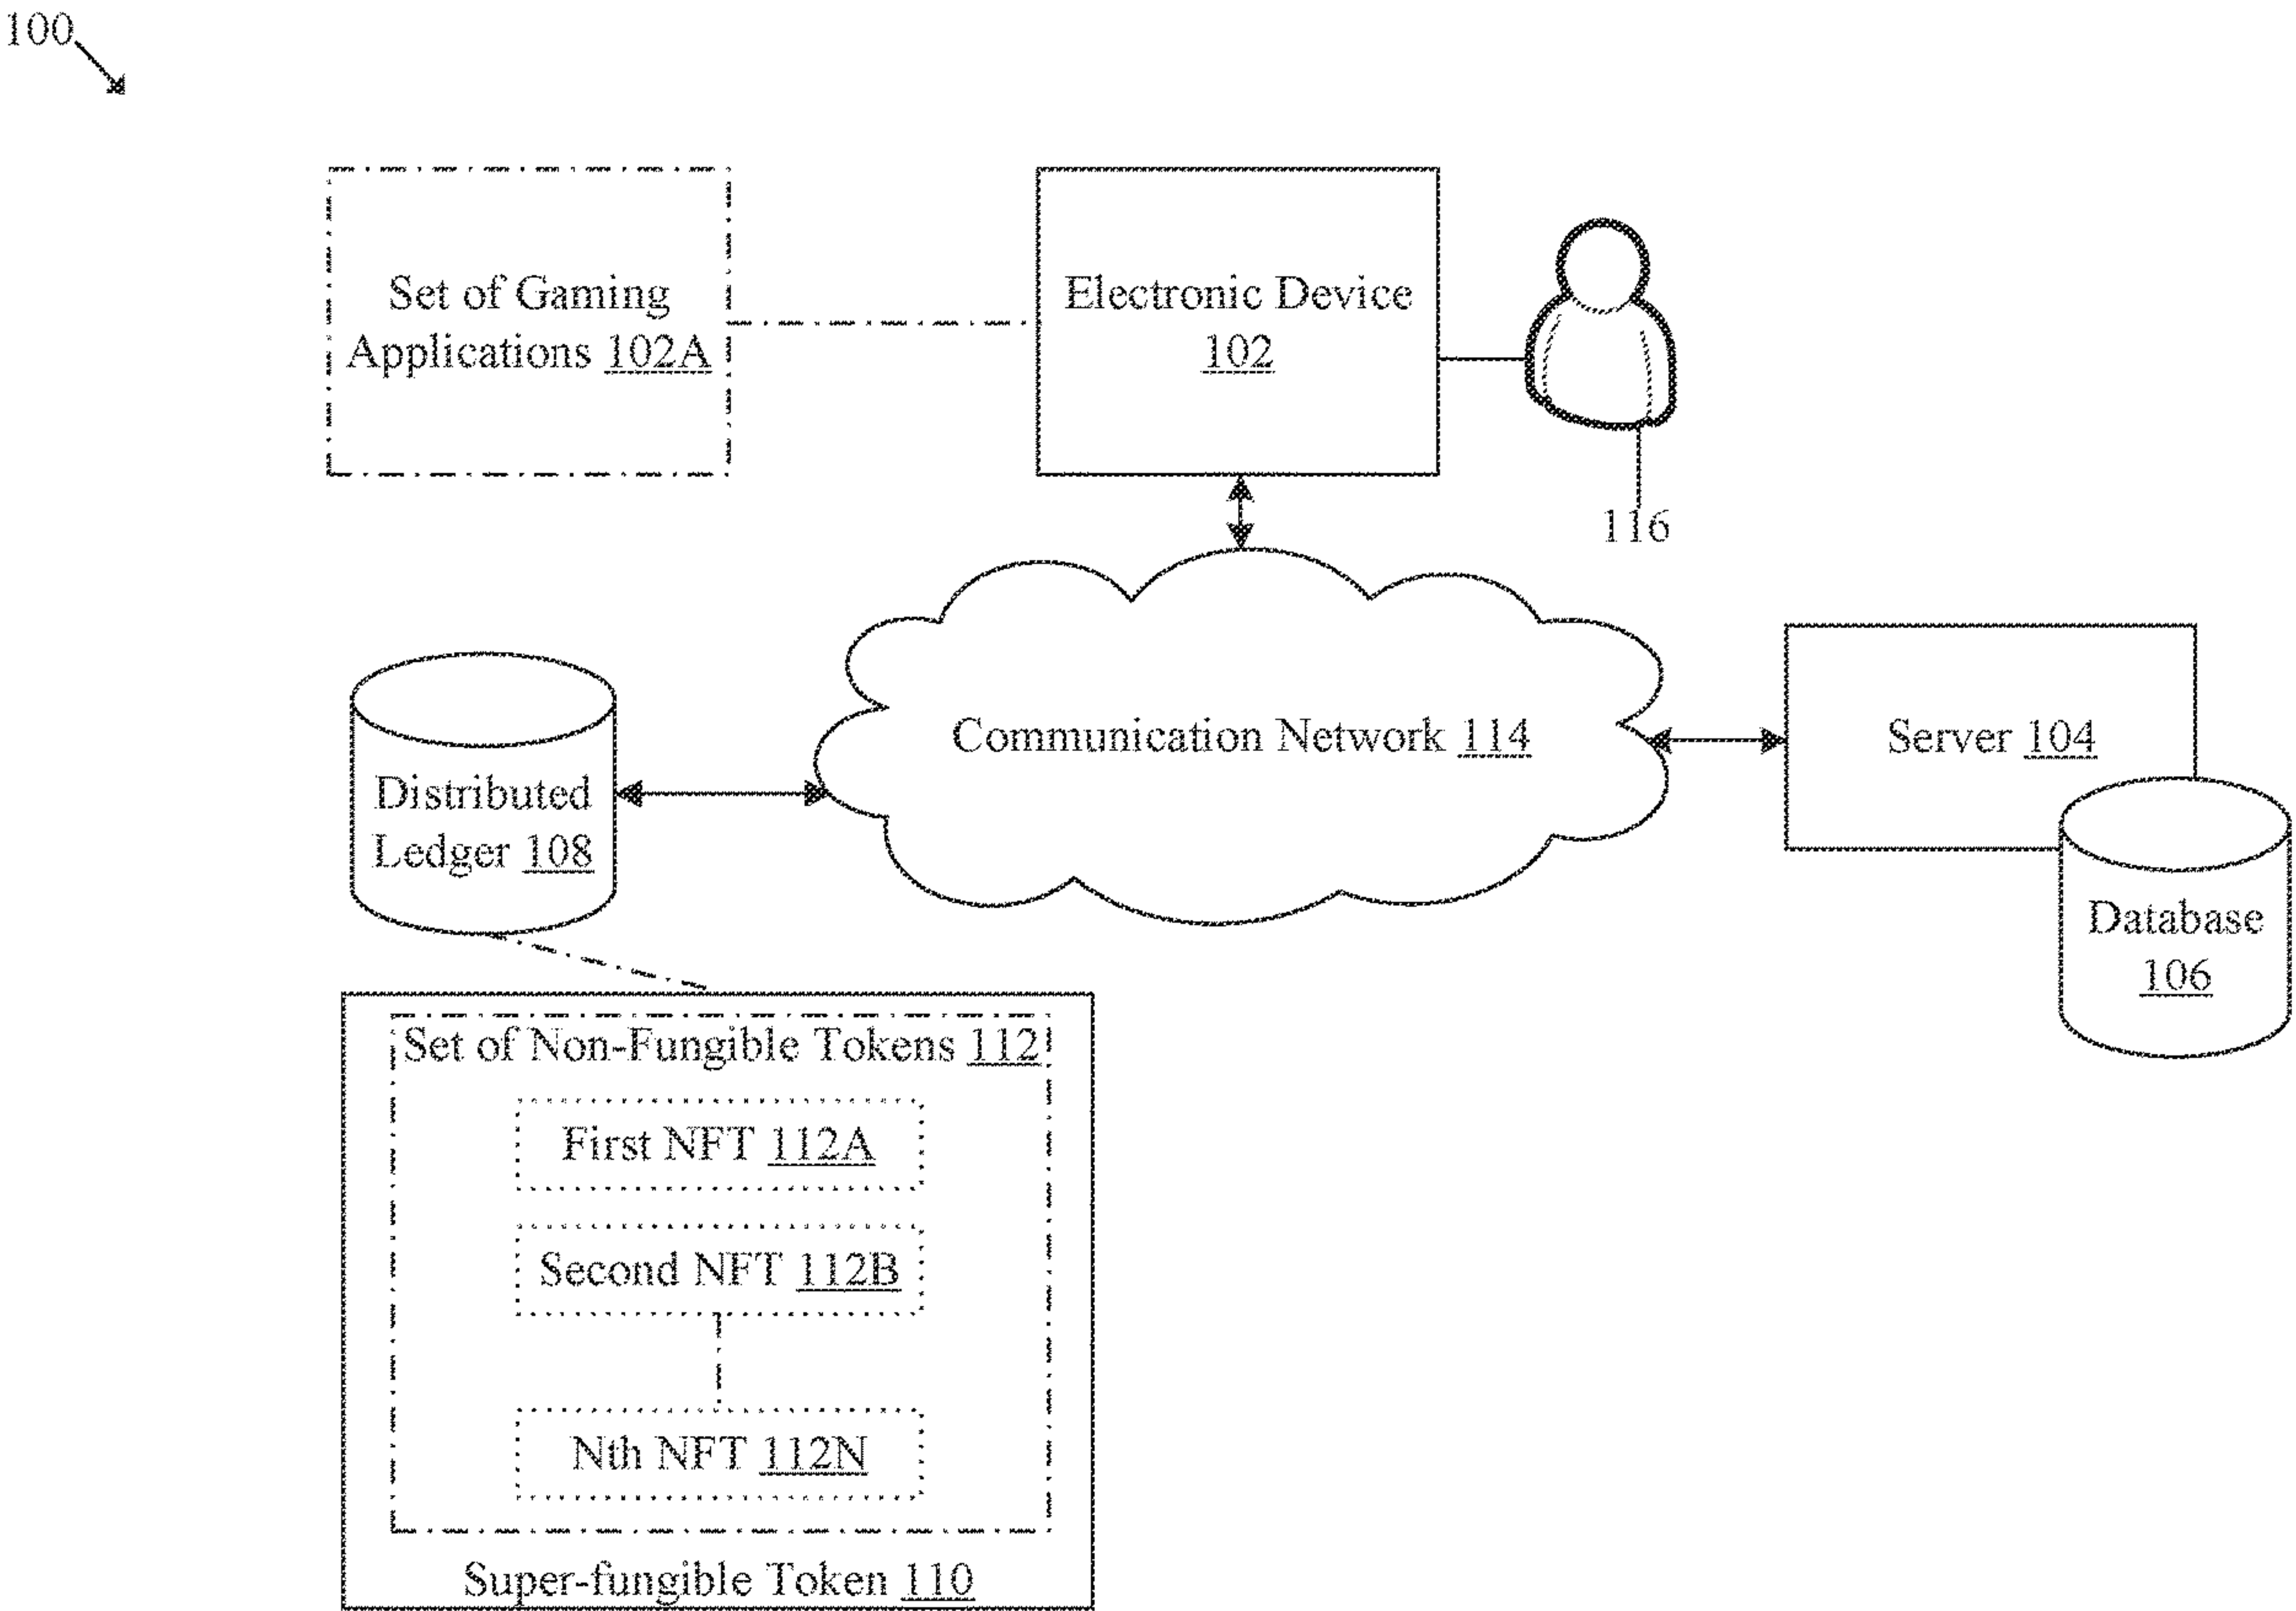 100
Set of Gaming
Applications 102A
Electronic Device
102
116
Communication Network 114
Server 104
Distributed
Ledger 108
Database
106
Set of Non-Fungible Tokens 112
First NFT 112A
Second NFT 112B
Nth NFT 112N
Super-fungible Token 110